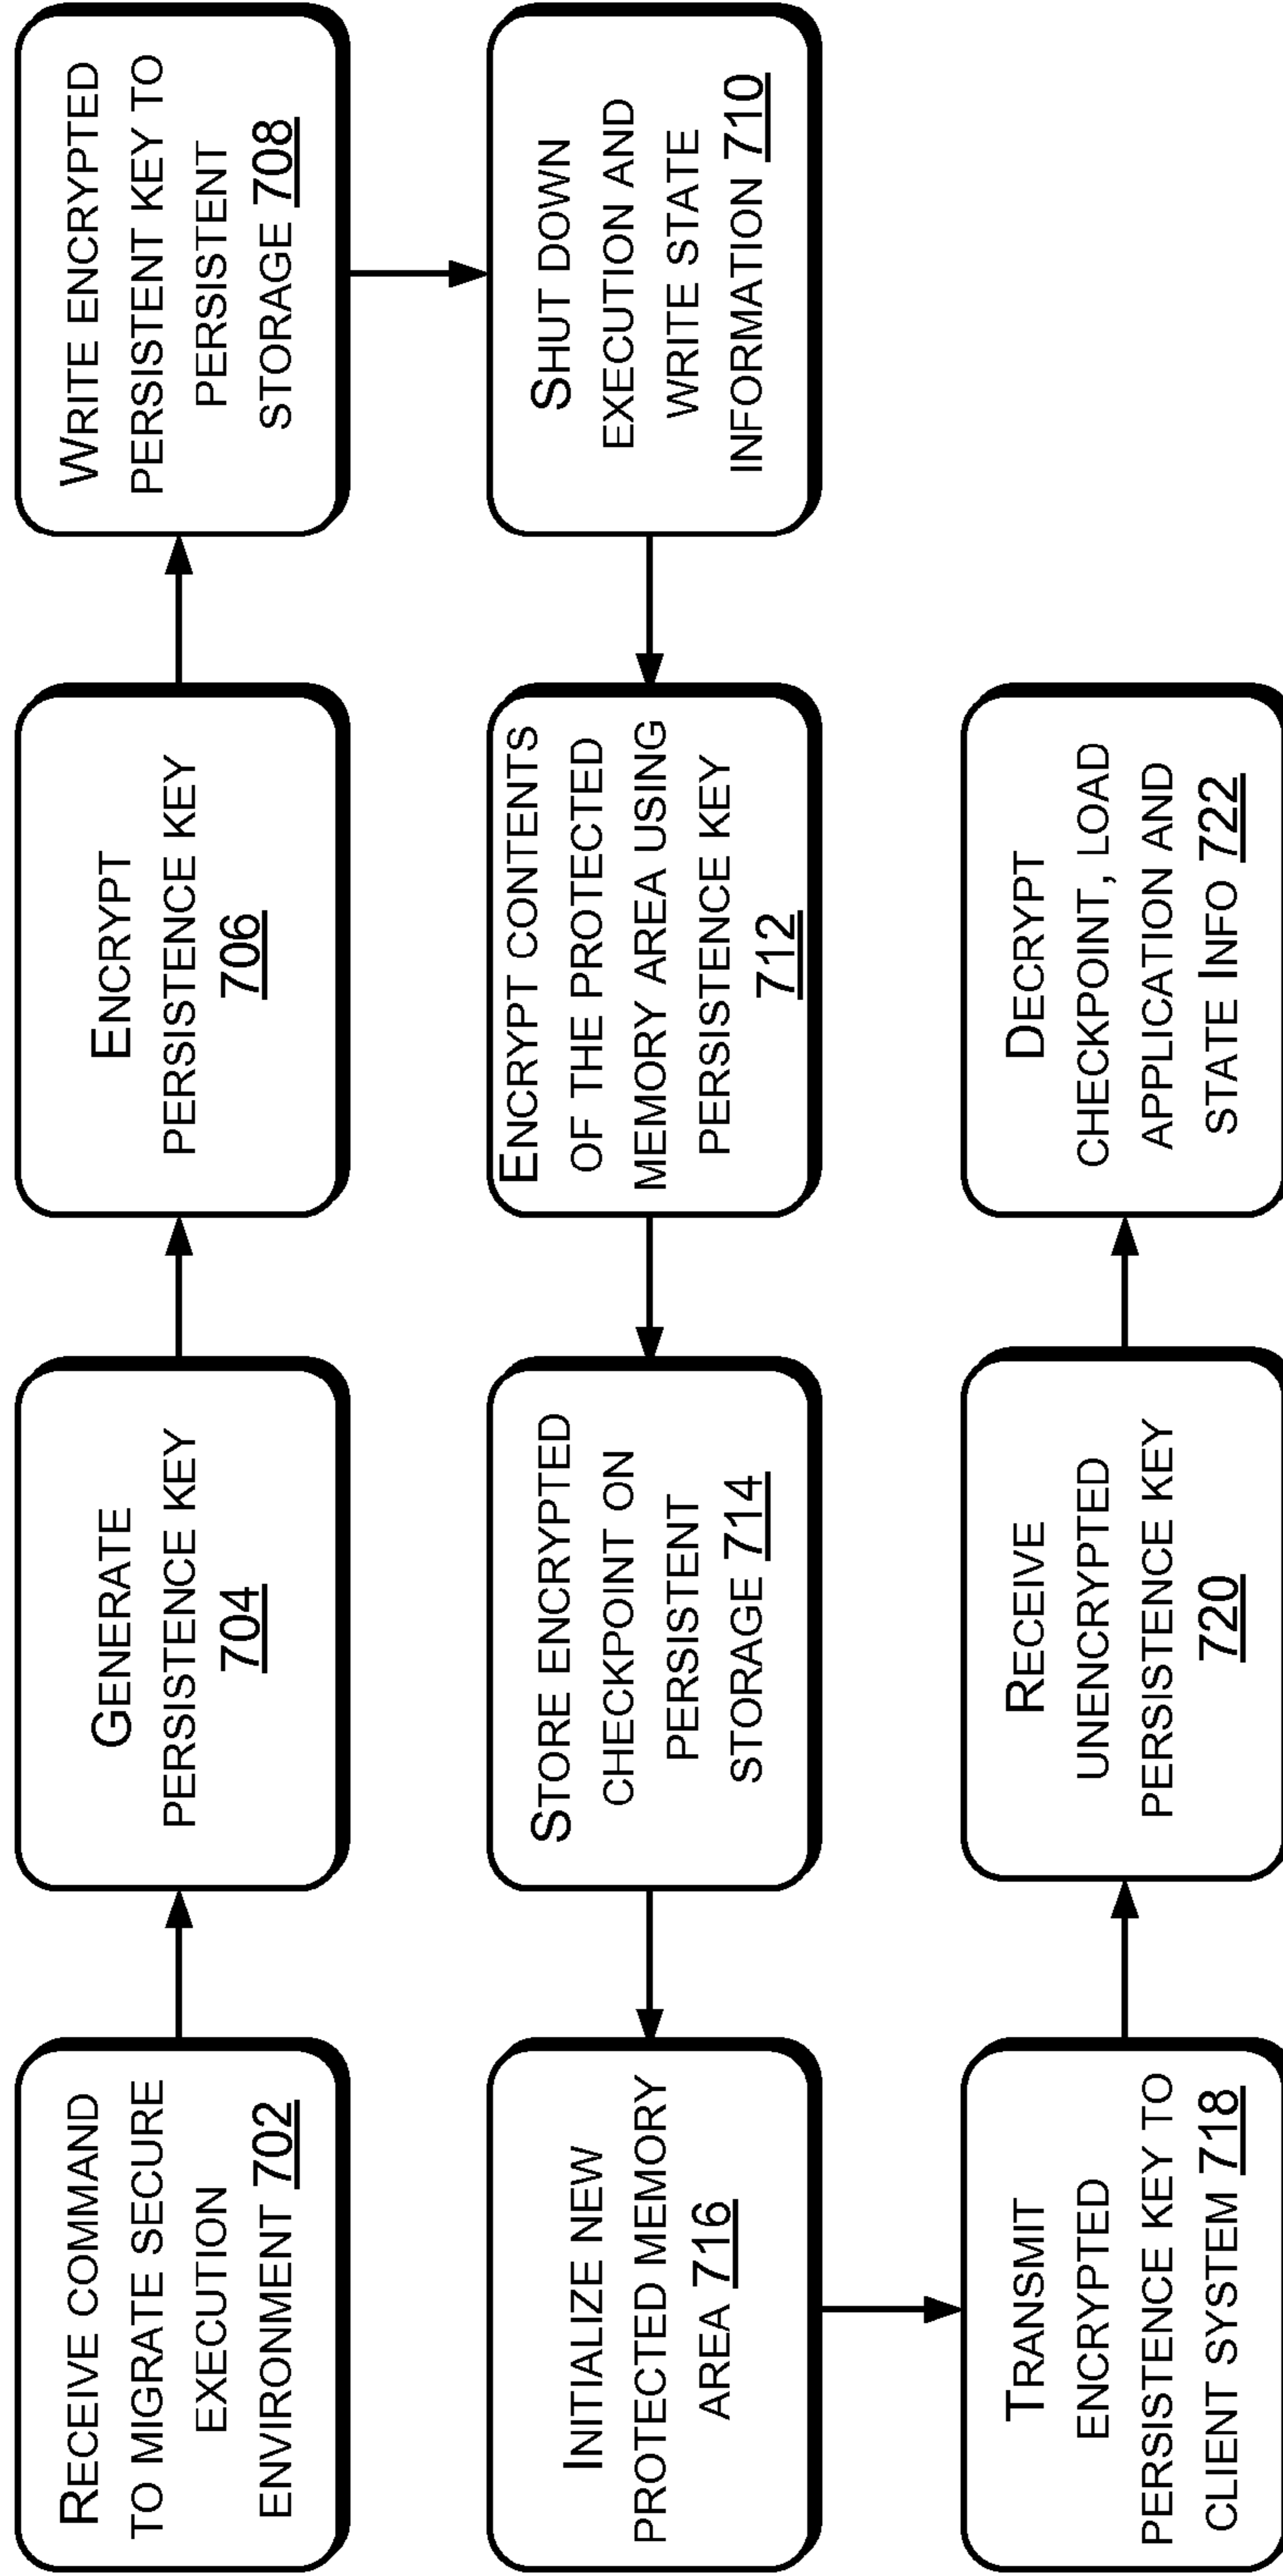 RECEIVE COMMAND
TO MIGRATE SECURE
EXECUTION
ENVIRONMENT 702
GENERATE
PERSISTENCE KEY
704
ENCRYPT
PERSISTENCE KEY
706
WRITE ENCRYPTED
PERSISTENT KEY TO
PERSISTENT
STORAGE 708
SHUT DOWN
EXECUTION AND
WRITE STATE
INFORMATION 710
ENCRYPT CONTENTS
OF THE PROTECTED
MEMORY AREA USING
PERSISTENCE KEY
712
STORE ENCRYPTED
CHECKPOINT ON
PERSISTENT
STORAGE 714
INITIALIZE NEW
PROTECTED MEMORY
AREA 716
TRANSMIT
ENCRYPTED
PERSISTENCE KEY TO
CLIENT SYSTEM 718
RECEIVE
UNENCRYPTED
PERSISTENCE KEY
720
DECRYPT
CHECKPOINT, LOAD
APPLICATION AND
STATE INFO 722